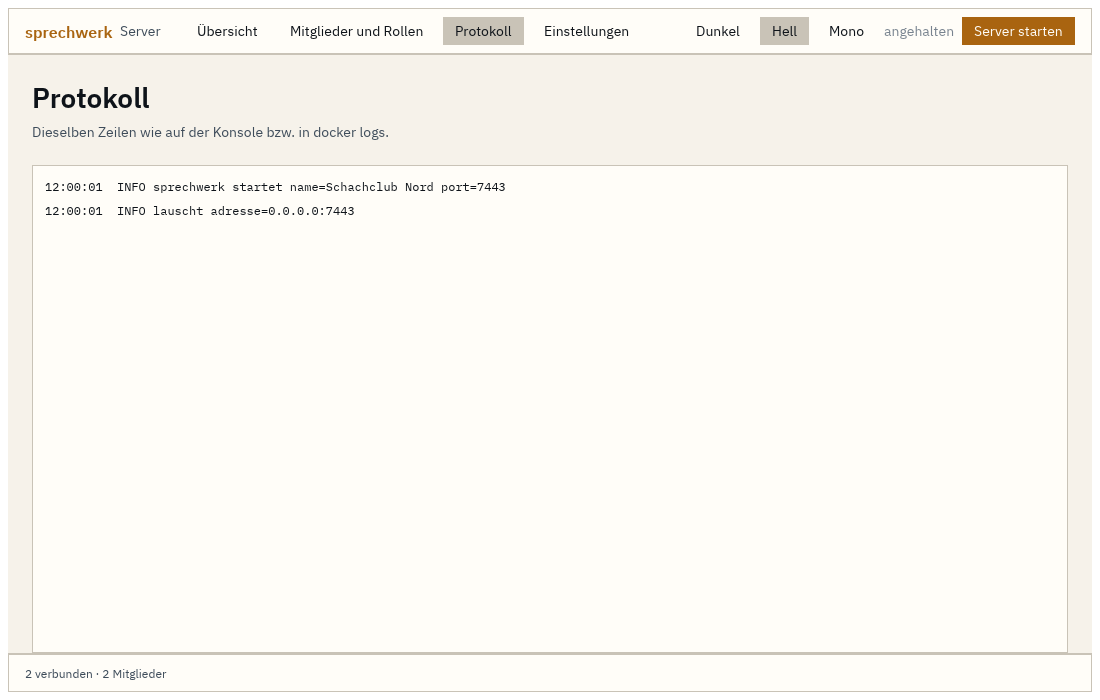 sprechwerk Server Übersicht Mitglieder und Rollen Protokoll Einstellungen Dunkel Hell Mono angehalten Server starten
Protokoll
Dieselben Zeilen wie auf der Konsole bzw. in docker logs.
12:00:01  INFO sprechwerk startet name=Schachclub Nord port=7443
12:00:01  INFO lauscht adresse=0.0.0.0:7443
2 verbunden · 2 Mitglieder